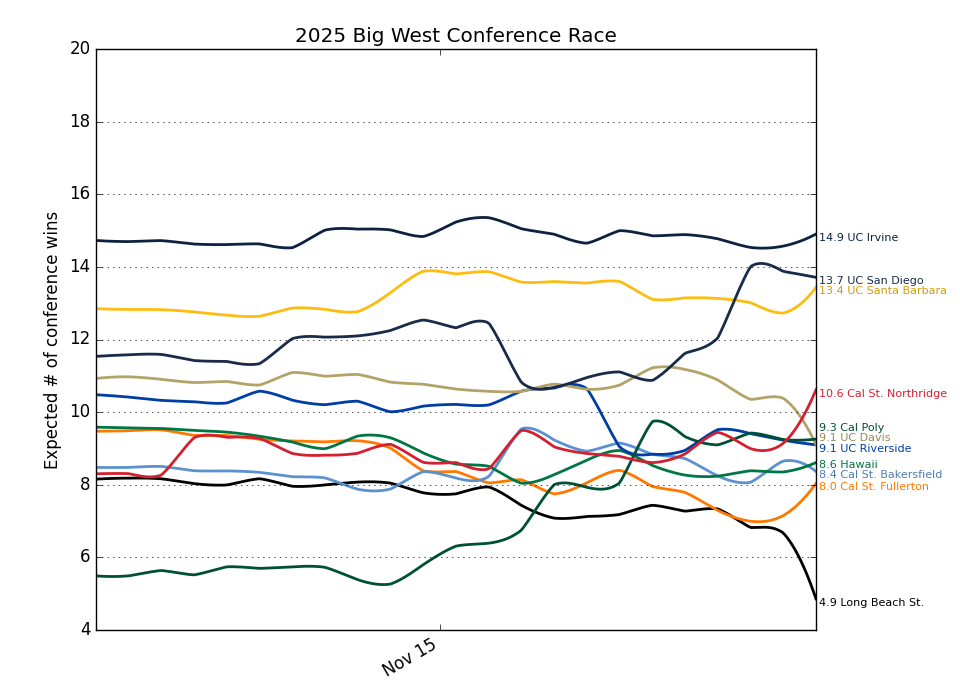 2025 Big West Conference Race
Expected # of conference wins
20
18
16
14
12
10
8
6
4
Nov 15
14.9 UC Irvine
13.7 UC San Diego
13.4 UC Santa Barbara
10.6 Cal St. Northridge
9.3 Cal Poly
9.1 UC Davis
9.1 UC Riverside
8.6 Hawaii
8.4 Cal St. Bakersfield
8.0 Cal St. Fullerton
4.9 Long Beach St.